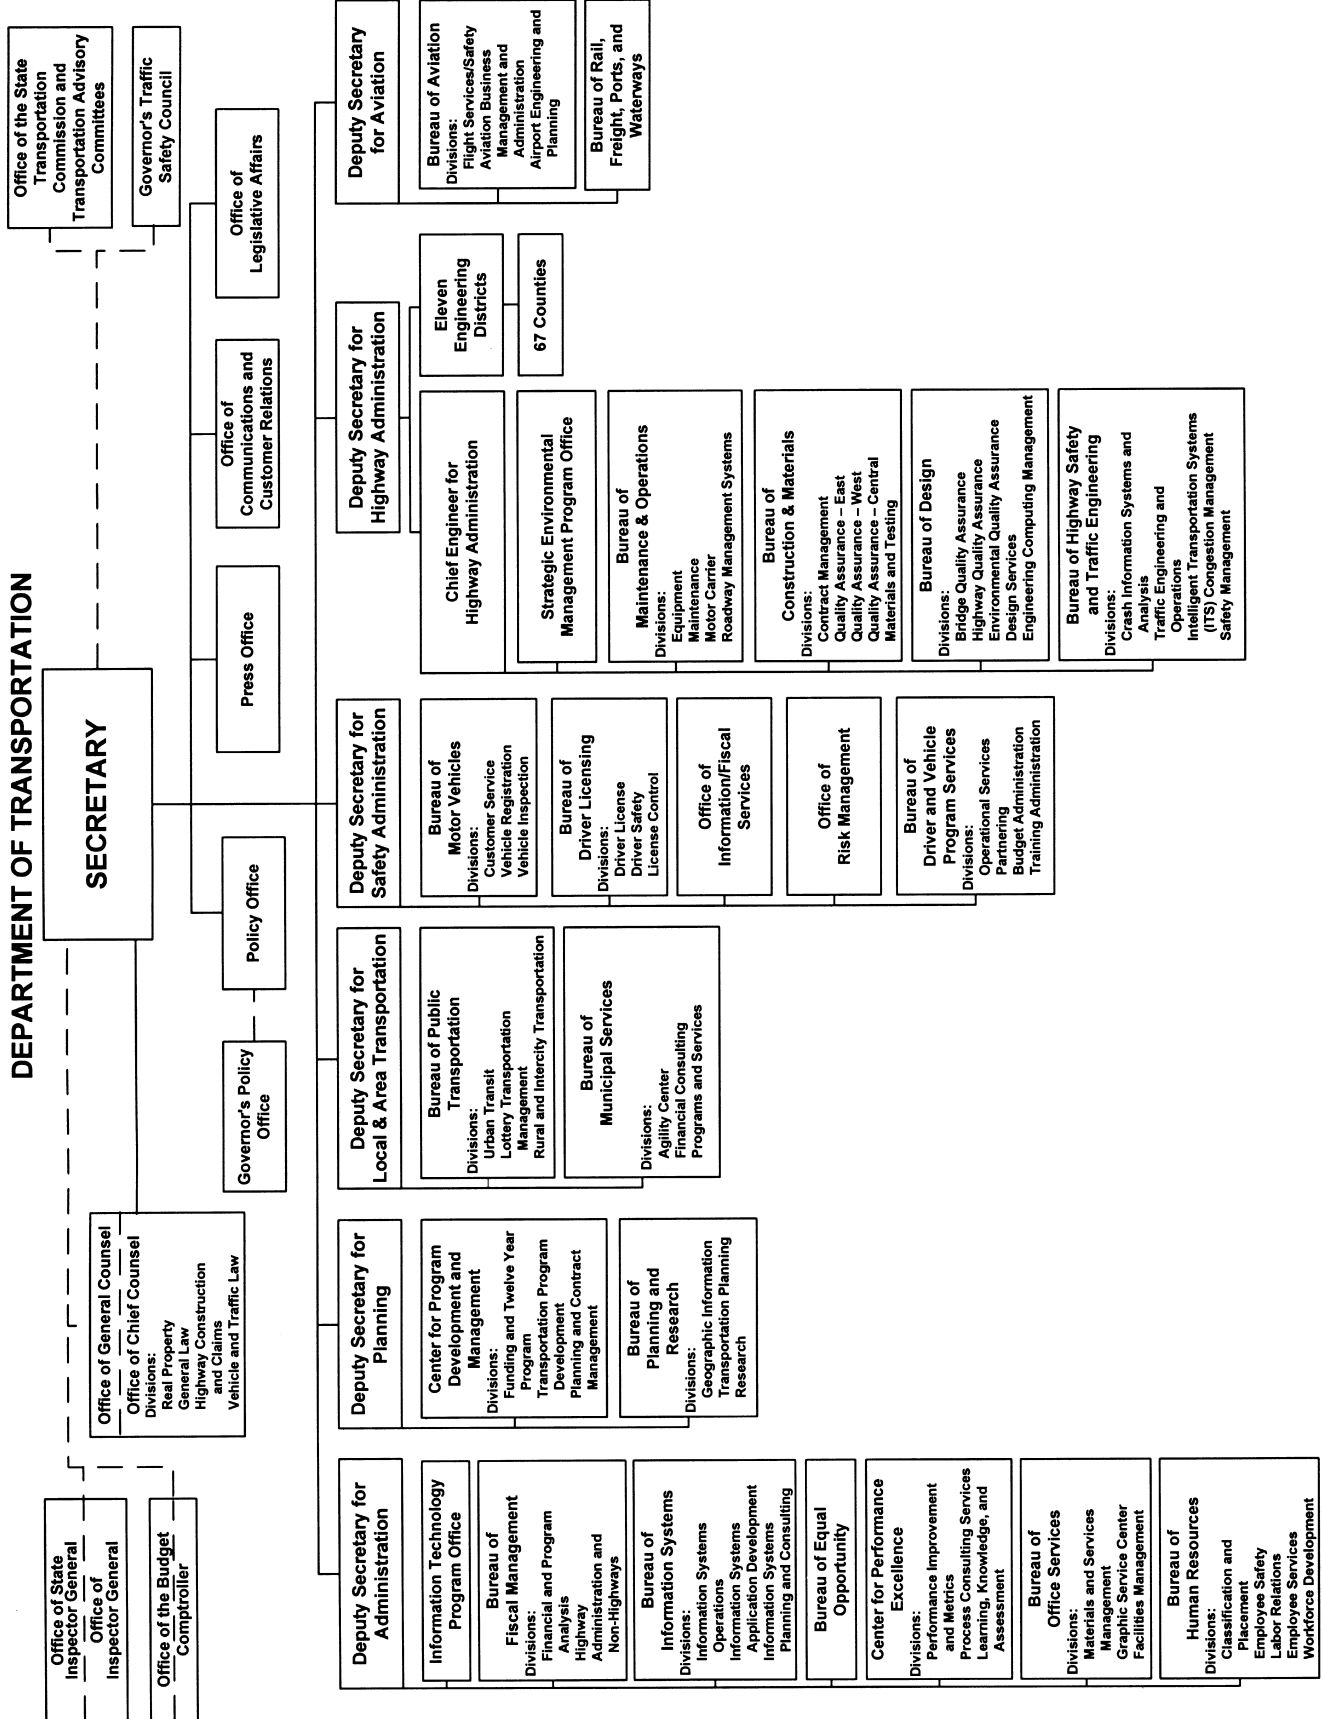 DEPARTMENT OF TRANSPORTATION
SECRETARY
Office of State
Inspector General
Office of
Inspector General
Office of the Budget
Comptroller
Office of General Counsel
Office of Chief Counsel
Divisions:
Real Property
General Law
Highway Construction
and Claims
Vehicle and Traffic Law
Office of the State
Transportation
Commission and
Transportation Advisory
Committees
Governor's Traffic
Safety Council
Governor's Policy
Office
Policy Office
Press Office
Office of
Communications and
Customer Relations
Office of
Legislative Affairs
Deputy Secretary for
Administration
Information Technology
Program Office
Bureau of
Fiscal Management
Divisions:
Financial and Program
Analysis
Highway
Administration and
Non-Highways
Bureau of
Information Systems
Divisions:
Information Systems
Operations
Information Systems
Application Development
Information Systems
Planning and Consulting
Bureau of Equal
Opportunity
Center for Performance
Excellence
Divisions:
Performance Improvement
and Metrics
Process Consulting Services
Learning, Knowledge, and
Assessment
Bureau of
Office Services
Divisions:
Materials and Services
Management
Graphic Service Center
Facilities Management
Bureau of
Human Resources
Divisions:
Classification and
Placement
Employee Safety
Labor Relations
Employee Services
Workforce Development
Deputy Secretary for
Planning
Center for Program
Development and
Management
Divisions:
Funding and Twelve Year
Program
Transportation Program
Development
Planning and Contract
Management
Bureau of
Planning and
Research
Divisions:
Geographic Information
Transportation Planning
Research
Deputy Secretary for
Local & Area Transportation
Bureau of Public
Transportation
Divisions:
Urban Transit
Lottery Transportation
Management
Rural and Intercity Transportation
Bureau of
Municipal Services
Divisions:
Agility Center
Financial Consulting
Programs and Services
Deputy Secretary for
Safety Administration
Bureau of
Motor Vehicles
Divisions:
Customer Service
Vehicle Registration
Vehicle Inspection
Bureau of
Driver Licensing
Divisions:
Driver License
Driver Safety
License Control
Office of
Information/Fiscal
Services
Office of
Risk Management
Bureau of
Driver and Vehicle
Program Services
Divisions:
Operational Services
Partnering
Budget Administration
Training Administration
Deputy Secretary for
Highway Administration
Chief Engineer for
Highway Administration
Strategic Environmental
Management Program Office
Bureau of
Maintenance & Operations
Divisions:
Equipment
Maintenance
Motor Carrier
Roadway Management Systems
Bureau of
Construction & Materials
Divisions:
Contract Management
Quality Assurance – East
Quality Assurance – West
Quality Assurance – Central
Materials and Testing
Bureau of Design
Divisions:
Bridge Quality Assurance
Highway Quality Assurance
Environmental Quality Assurance
Design Services
Engineering Computing Management
Bureau of Highway Safety
and Traffic Engineering
Divisions:
Crash Information Systems and
Analysis
Traffic Engineering and
Operations
Intelligent Transportation Systems
(ITS) Congestion Management
Safety Management
Eleven
Engineering
Districts
67 Counties
Deputy Secretary
for Aviation
Bureau of Aviation
Divisions:
Flight Services/Safety
Aviation Business
Management and
Administration
Airport Engineering and
Planning
Bureau of Rail,
Freight, Ports, and
Waterways